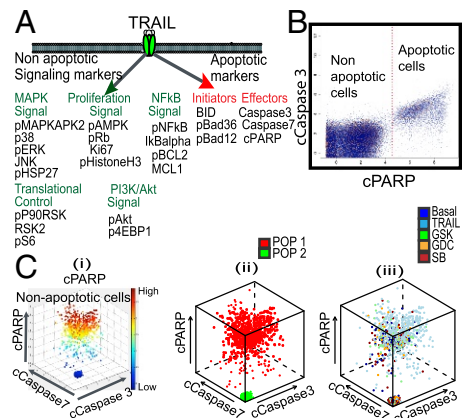 A
TRAIL
Non apoptotic
Signaling markers
Apoptotic
markers
MAPK
Signal
pMAPKAPK2
p38
pERK
JNK
pHSP27
Proliferation
Signal
pAMPK
pRb
Ki67
pHistoneH3
NFkB
Signal
pNFkB
IkBalpha
pBCL2
MCL1
Initiators
BID
pBad36
pBad12
Effectors
Caspase3
Caspase7
cPARP
Translational
Control
pP90RSK
RSK2
pS6
PI3K/Akt
Signal
pAkt
p4EBP1
B
cCaspase 3
Non
apoptotic
cells
Apoptotic
cells
cPARP
C
(i)
cPARP
Non-apoptotic cells
High
Low
cPARP
cCaspase7
cCaspase 3
POP 1
POP 2
(ii)
cPARP
cCaspase7
cCaspase3
Basal
TRAIL
GSK
GDC
SB
(iii)
cPARP
cCaspase7
cCaspase3